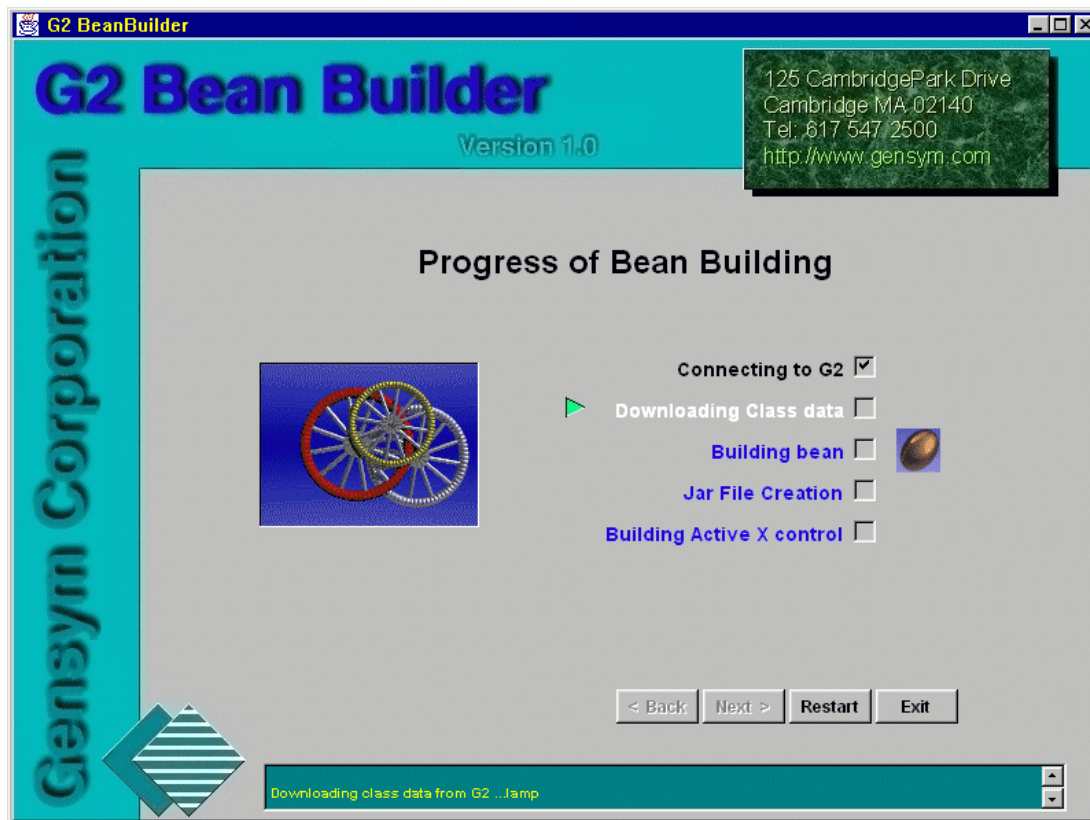 G2 BeanBuilder
G2 Bean Builder
Version 1.0
125 CambridgePark Drive
Cambridge MA 02140
Tel: 617 547 2500
http://www.gensym.com
Gensym Corporation
Progress of Bean Building
Connecting to G2
Downloading Class data
Building bean
Jar File Creation
Building Active X control
< Back
Next >
Restart
Exit
Downloading class data from G2 ...lamp